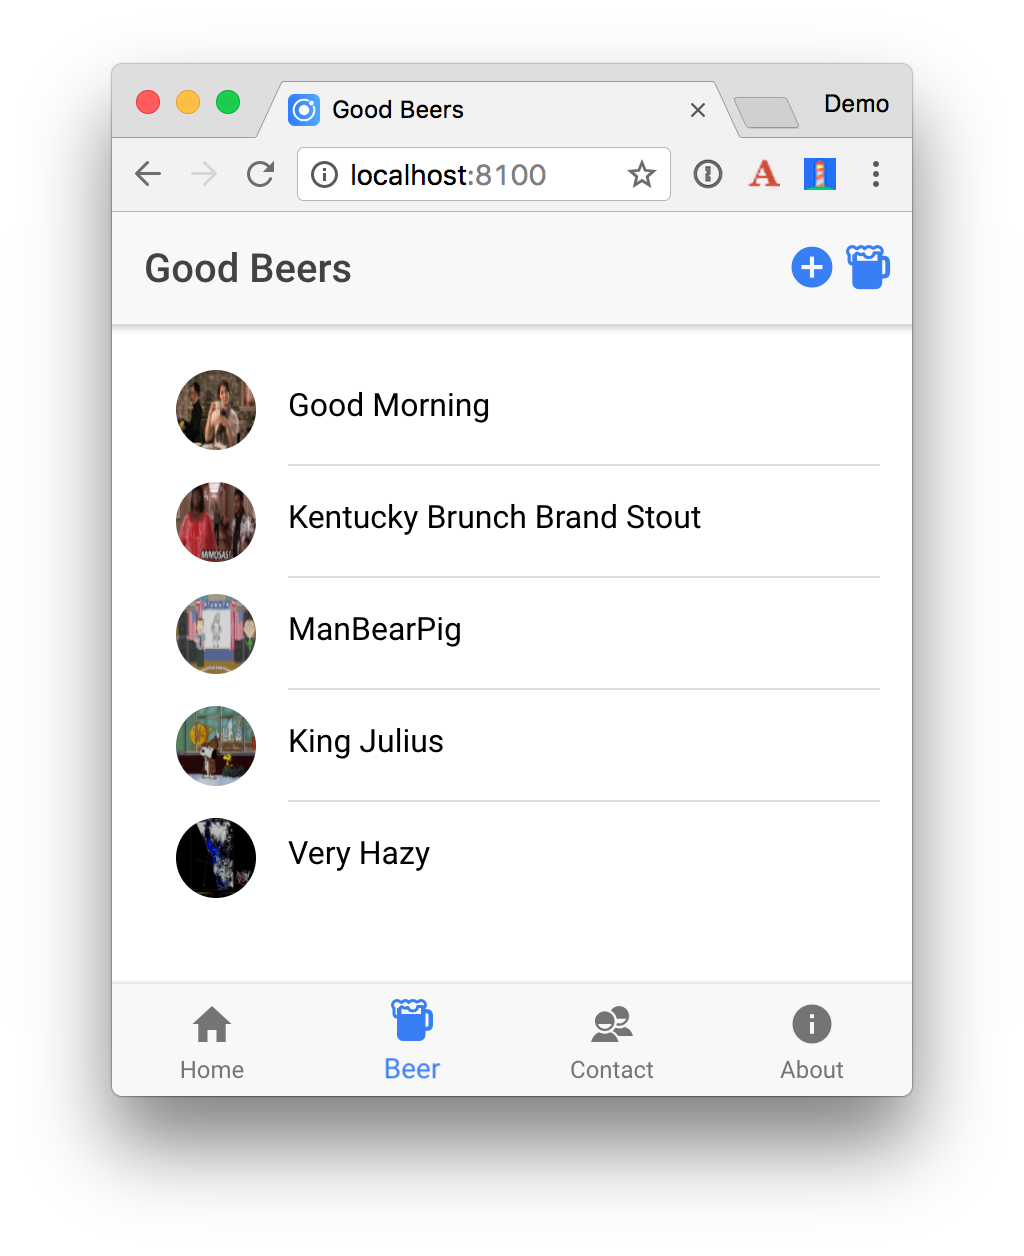 Good Beers
Demo
localhost:8100
Good Beers
Good Morning
MIMOSAS!
Kentucky Brunch Brand Stout
ManBearPig
King Julius
Very Hazy
Home
Beer
Contact
About